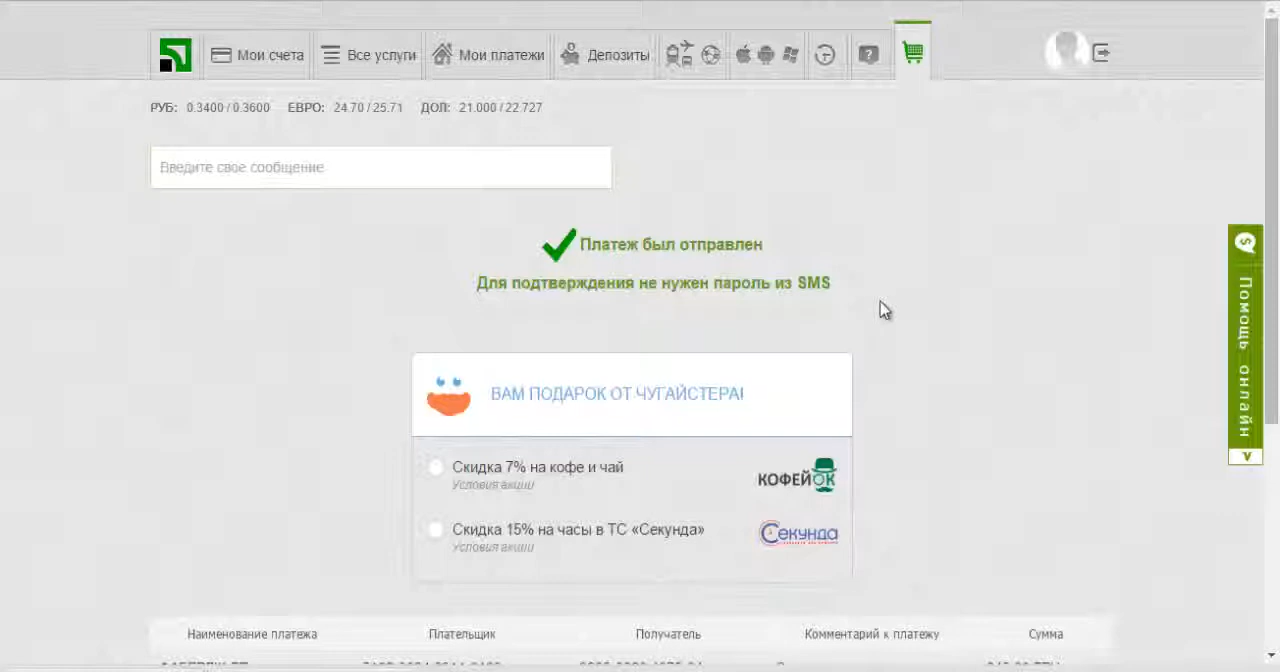 Мои счета
Все услуги
Мои платежи
Депозиты
РУБ: 0.3400 / 0.3600 ЕВРО: 24.70 / 25.71 ДОЛ: 21.000 / 22.727
Введите свое сообщение
Платеж был отправлен
Для подтверждения не нужен пароль из SMS
Помощь онлайн
ВАМ ПОДАРОК ОТ ЧУГАЙСТЕРА!
Скидка 7% на кофе и чай
Условия акции
КОФЕЙОК
Скидка 15% на часы в ТС «Секунда»
Условия акции
Секунда
Наименование платежа Плательщик Получатель Комментарий к платежу Сумма